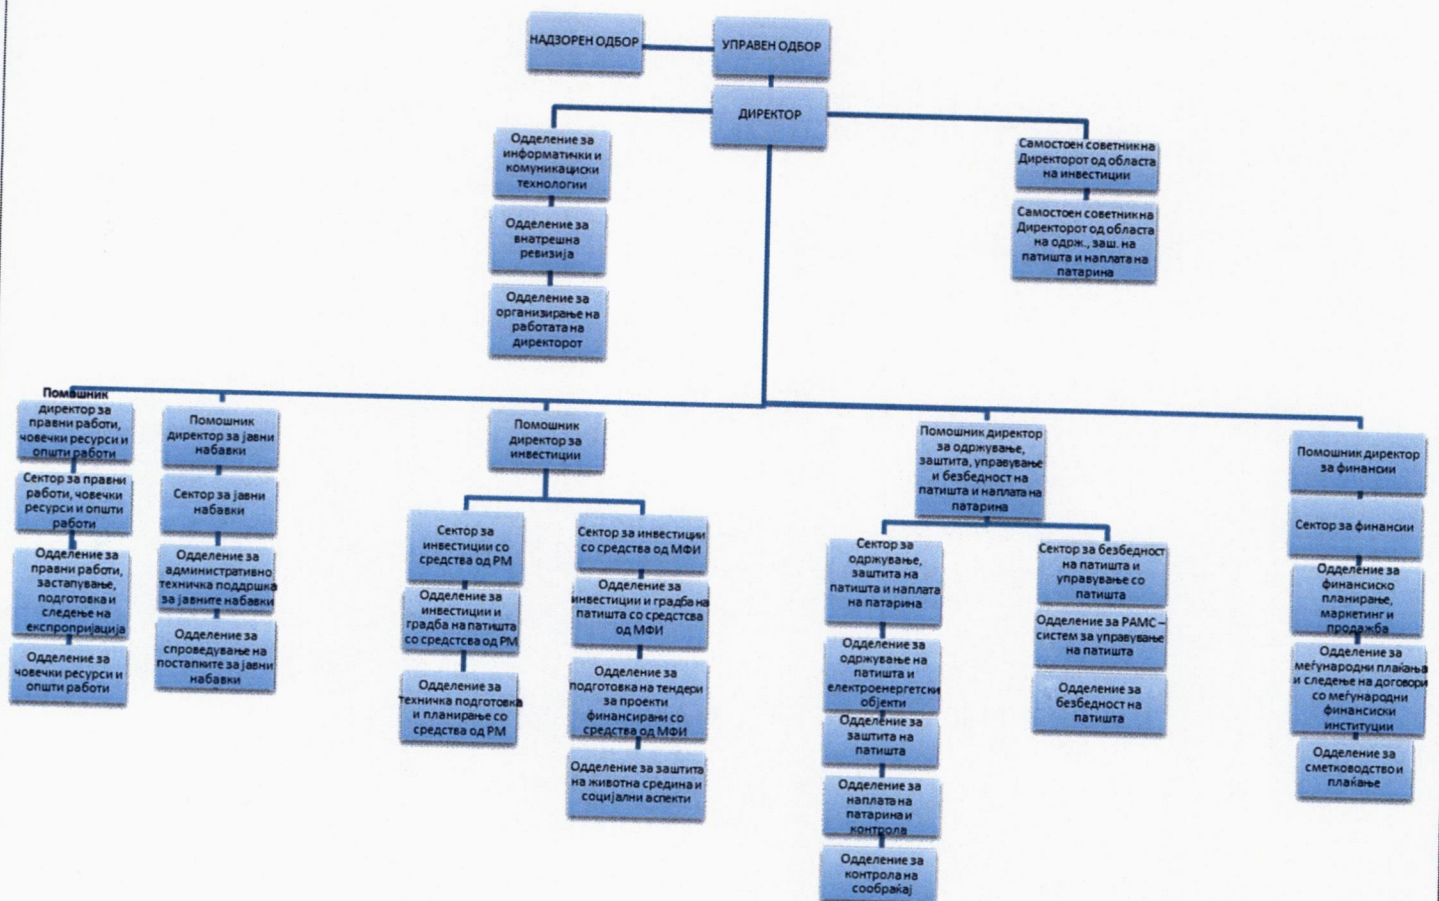 НАДЗОРЕН ОДБОР
УПРАВЕН ОДБОР
ДИРЕКТОР
Одделение за
информатички и
комуникациски
технологии
Одделение за
внатрешна
ревизија
Одделение за
организирање на
работата на
директорот
Самостоен советник на
Директорот од областа
на инвестиции
Самостоен советник на
Директорот од областа
на одрж., заш. на
патишта и наплата на
патарина
Помошник
директор за
правни работи,
човечки ресурси и
општи работи
Сектор за правни
работи, човечки
ресурси и општи
работи
Одделение за
правни работи,
застапување,
подготовка и
следење на
експропријација
Одделение за
човечки ресурси и
општи работи
Помошник
директор за јавни
набавки
Сектор за јавни
набавки
Одделение за
административно
техничка поддршка
за јавните набавки
Одделение за
спроведување на
постапките за јавни
набавки
Помошник
директор за
инвестиции
Сектор за
инвестиции со
средства од РМ
Одделение за
инвестиции и
градба на патишта
со средстсва од РМ
Одделение за
техничка подготовка
и планирање со
средства од РМ
Сектор за инвестиции
со средства од МФИ
Одделение за
инвестиции и градба на
патишта со средстсва
од МФИ
Одделение за
подготовка на тендери
за проекти
финансирани со
средства од МФИ
Одделение за заштита
на животна средина и
социјални аспекти
Помошник директор
за одржување,
заштита, управување
и безбедност на
патишта и наплата на
патарина
Сектор за
одржување,
заштита на
патишта и наплата
на патарина
Одделение за
одржување на
патишта и
електроенергетски
објекти
Одделение за
заштита на
патишта
Одделение за
наплата на
патарина и
контрола
Одделение за
контрола на
сообраќај
Сектор за безбедност
на патишта и
управување со
патишта
Одделение за РАМС –
систем за управување
на патишта
Одделение за
безбедност на
патишта
Помошник директор
за финансии
Сектор за финансии
Одделение за
финансиско
планирање,
маркетинг и
продажба
Одделение за
меѓународни плаќања
и следење на договори
со меѓународни
финансиски
институции
Одделение за
сметководство и
плаќање